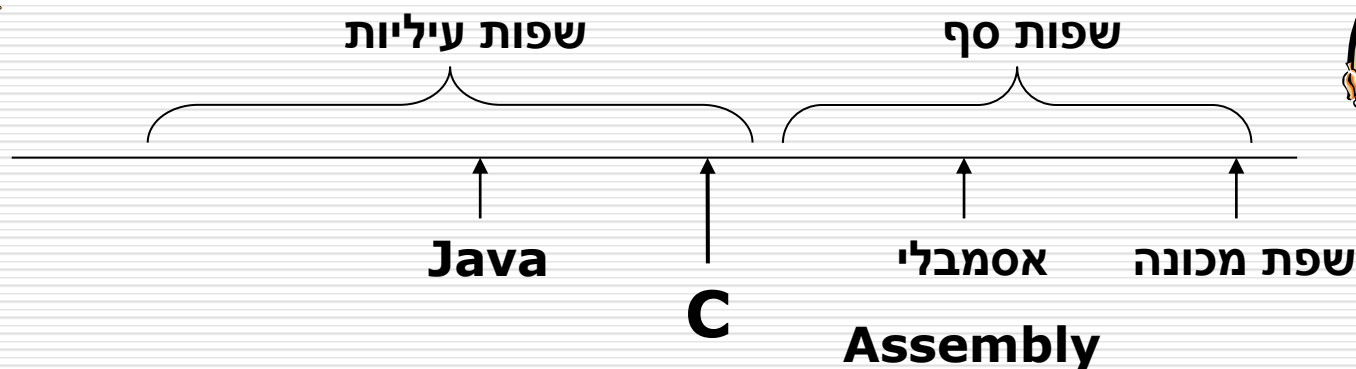 שפות עיליות
שפות סף
Java
אסמבלי
שפת מכונה
C
Assembly